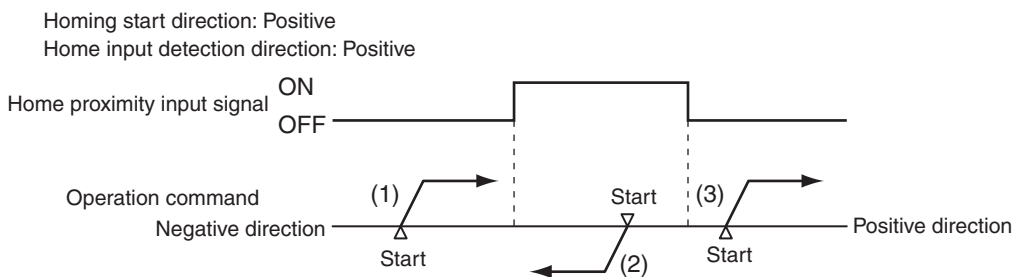 Homing start direction: Positive
Home input detection direction: Positive
ON
Home proximity input signal
OFF
Operation command
(1)
Start
(3)
Negative direction
Positive direction
Start
(2)
Start